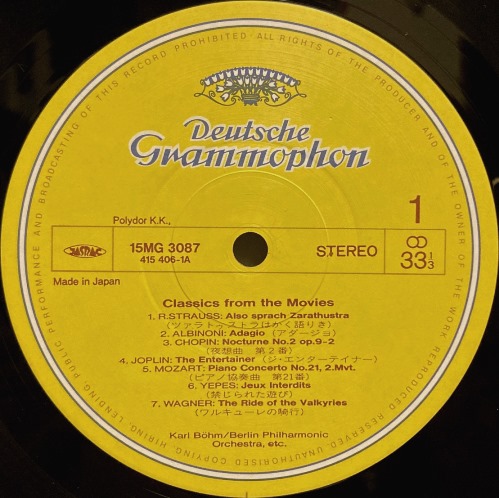 ALL RIGHTS OF THE PRODUCER AND OF THE OWNER OF THE WORK REPRODUCED RESERVED. UNAUTHORISED COPYING, HIRING, LENDING, PUBLIC PERFORMANCE AND BROADCASTING OF THIS RECORD PROHIBITED.
Deutsche
Grammophon
Polydor K.K.,
1
JASRAC
15MG 3087
415 406-1A
STEREO
33 1/3
Made in Japan
Classics from the Movies
1. R.STRAUSS: Also sprach Zarathustra
(ツァラトゥストラはかく語りき)
2. ALBINONI: Adagio (アダージョ)
3. CHOPIN: Nocturne No.2 op.9-2
(夜想曲 第2番)
4. JOPLIN: The Entertainer (ジ・エンターテイナー)
5. MOZART: Piano Concerto No.21, 2.Mvt.
(ピアノ協奏曲 第21番)
6. YEPES: Jeux Interdits
(禁じられた遊び)
7. WAGNER: The Ride of the Valkyries
(ワルキューレの騎行)
Karl Böhm/Berlin Philharmonic
Orchestra, etc.